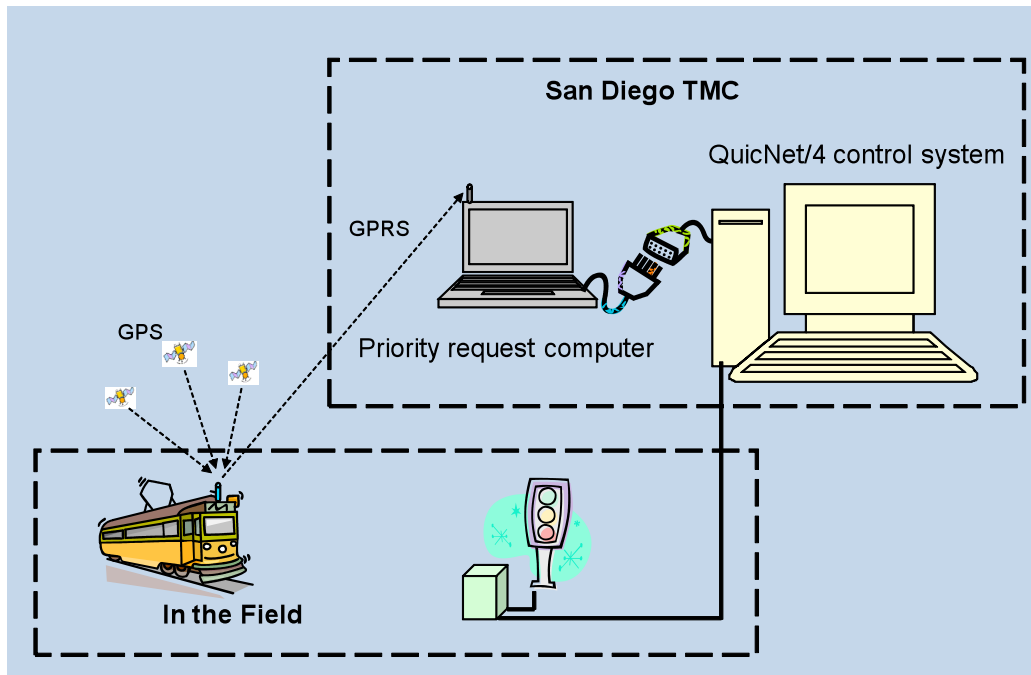 San Diego TMC
QuicNet/4 control system
GPRS
GPS
Priority request computer
In the Field